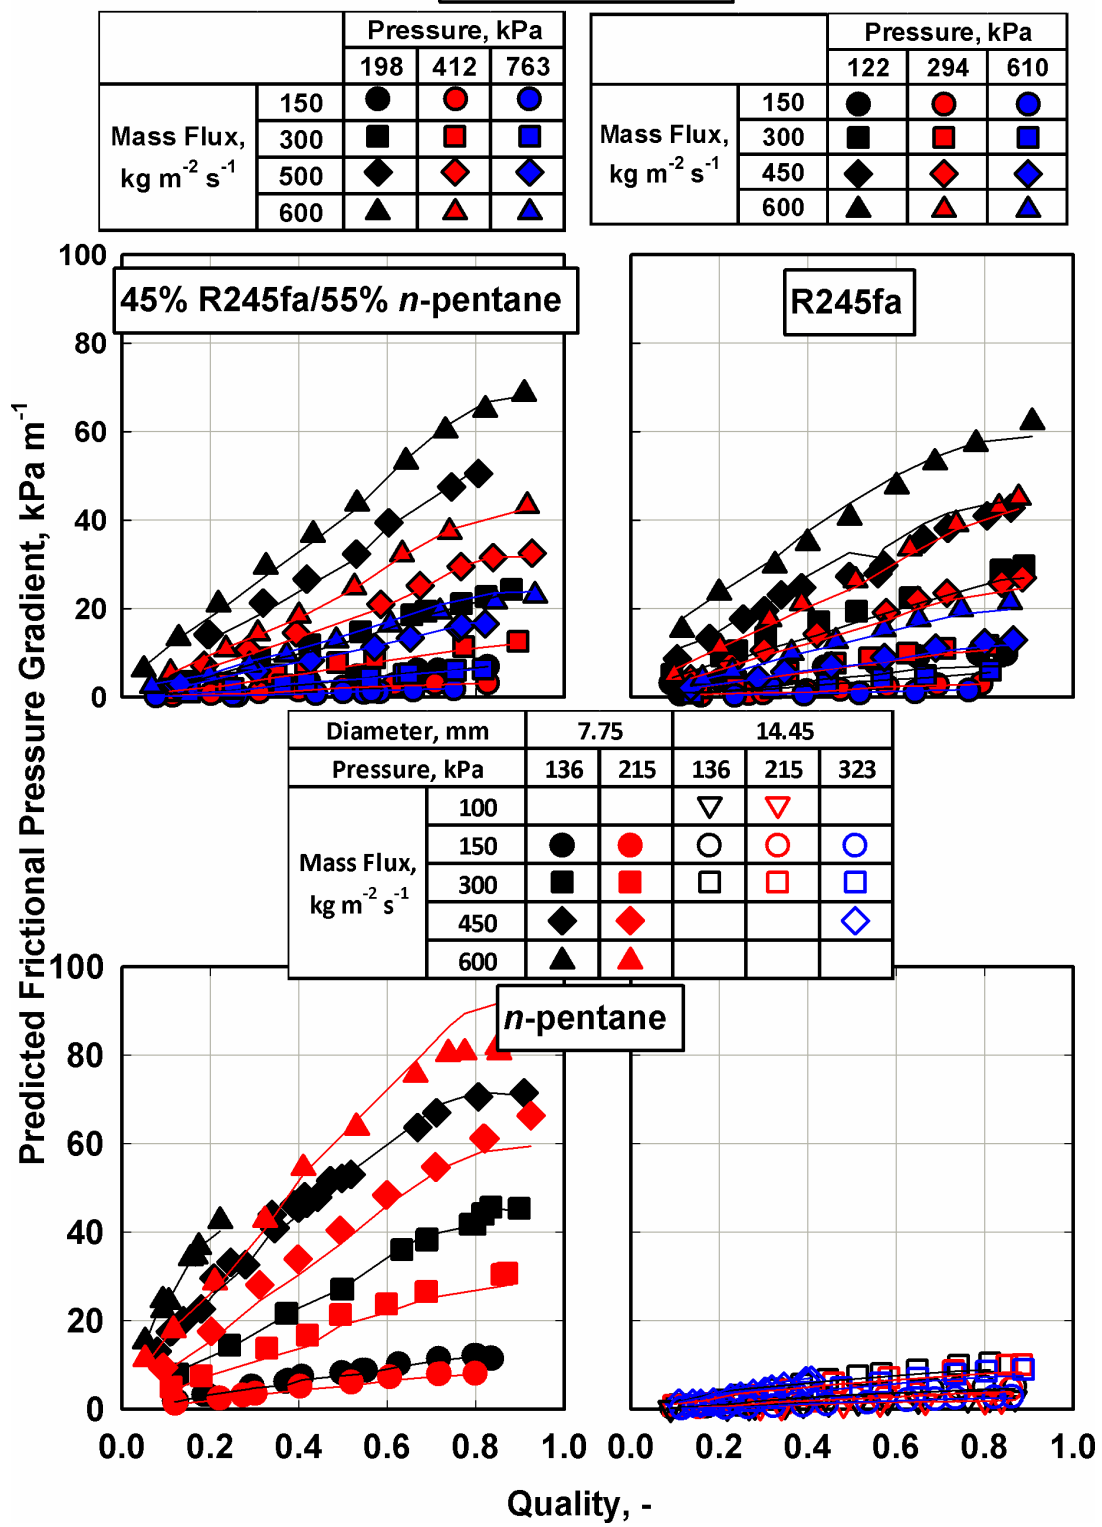 Pressure, kPa
198 412 763
150
300
500
600
Mass Flux,
kg m⁻² s⁻¹
Pressure, kPa
122 294 610
150
300
450
600
Mass Flux,
kg m⁻² s⁻¹
Predicted Frictional Pressure Gradient, kPa m⁻¹
100
80
60
40
20
0
45% R245fa/55% n-pentane
R245fa
Diameter, mm 7.75 14.45
Pressure, kPa 136 215 136 215 323
100
150
300
450
600
Mass Flux,
kg m⁻² s⁻¹
100
80
60
40
20
0
n-pentane
0.0 0.2 0.4 0.6 0.8 1.0
0.0 0.2 0.4 0.6 0.8 1.0
Quality, -